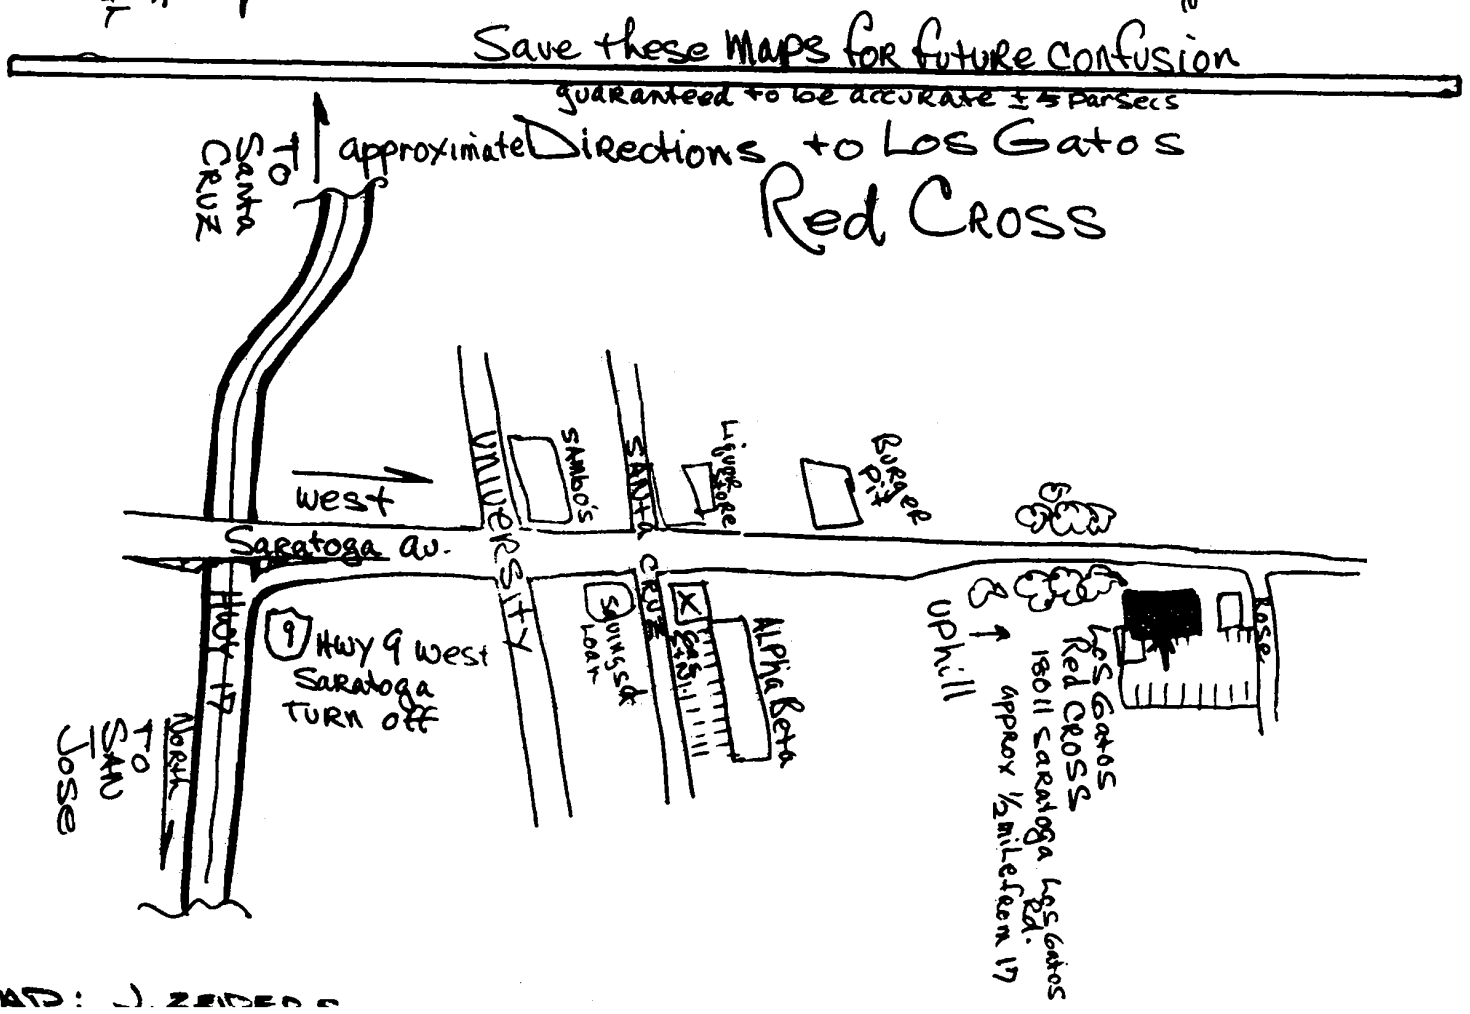 Save these Maps for future Confusion
guaranteed to be accurate ± 5 parsecs
approximate Directions to Los Gatos
Red Cross
To
Santa
Cruz
West
Saratoga av.
University
Sambo's
Santa Cruz
Liquor
Store
Burger
Pit
Hwy 17
9
Hwy 9 West
Saratoga
Turn off
Savings &
Loan
X
Gas
Alpha Beta
Uphill
Rose
Los Gatos
Red Cross
18011 Saratoga Los Gatos
Rd.
approx 1/2 mile from 17
North
To
San
Jose
Map: J. Zeiders